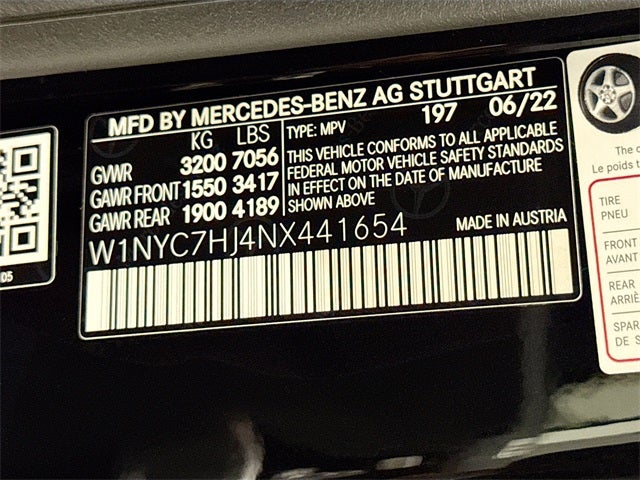 MFD BY MERCEDES-BENZ AG STUTTGART
KG LBS
GVWR 3200 7056
GAWR FRONT 1550 3417
GAWR REAR 1900 4189
TYPE: MPV 197 06/22
THIS VEHICLE CONFORMS TO ALL APPLICABLE
FEDERAL MOTOR VEHICLE SAFETY STANDARDS
IN EFFECT ON THE DATE OF MANUFACTURE
SHOWN ABOVE
W1NYC7HJ4NX441654
MADE IN AUSTRIA
The c
Le poids t
TIRE
PNEU
FRONT
AVANT
REAR
ARRIÈ
SPAR
DE S
05